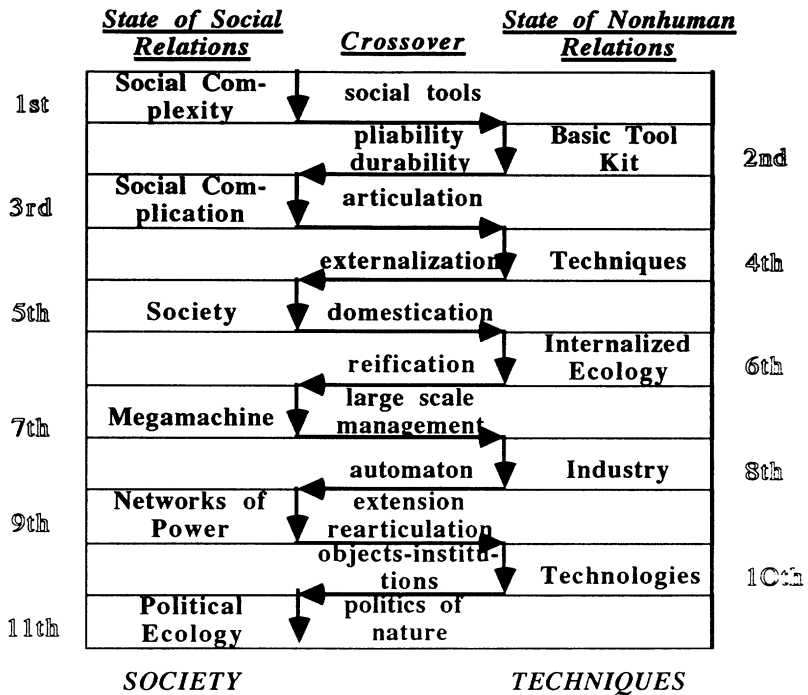 State of Social
Relations
Crossover
State of Nonhuman
Relations
1st
Social Com-
plexity
social tools
pliability
durability
Basic Tool
Kit
2nd
3rd
Social Com-
plication
articulation
externalization
Techniques
4th
5th
Society
domestication
reification
Internalized
Ecology
6th
7th
Megamachine
large scale
management
automaton
Industry
8th
9th
Networks of
Power
extension
rearticulation
objects-institu-
tions
Technologies
10th
11th
Political
Ecology
politics of
nature
SOCIETY
TECHNIQUES